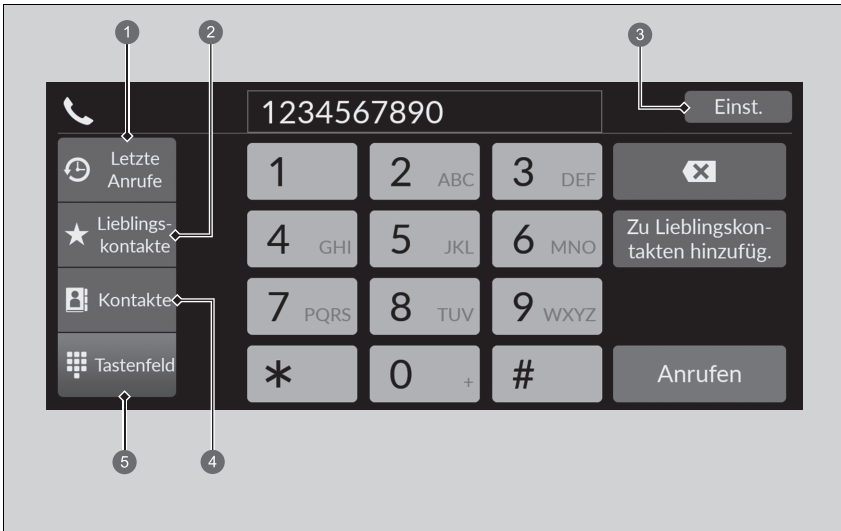 1
2
3
1234567890
Einst.
Letzte
Anrufe
Lieblings-
kontakte
Kontakte
Tastenfeld
1
2 ABC
3 DEF
4 GHI
5 JKL
6 MNO
Zu Lieblingskon-
takten hinzufüg.
7 PQRS
8 TUV
9 WXYZ
*
0 +
#
Anrufen
5
4